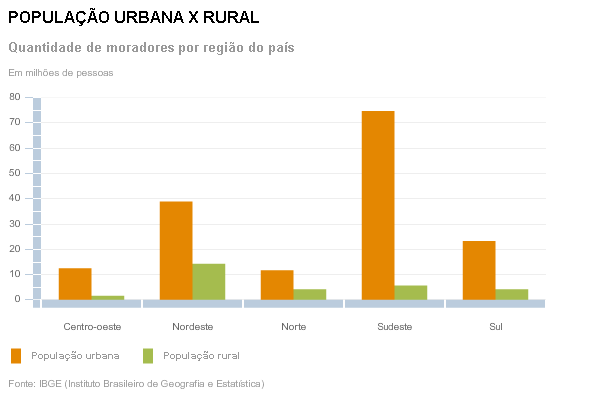 POPULAÇÃO URBANA X RURAL
Quantidade de moradores por região do país
Em milhões de pessoas
80
70
60
50
40
30
20
10
0
Centro-oeste Nordeste Norte Sudeste Sul
População urbana População rural
Fonte: IBGE (Instituto Brasileiro de Geografia e Estatística)